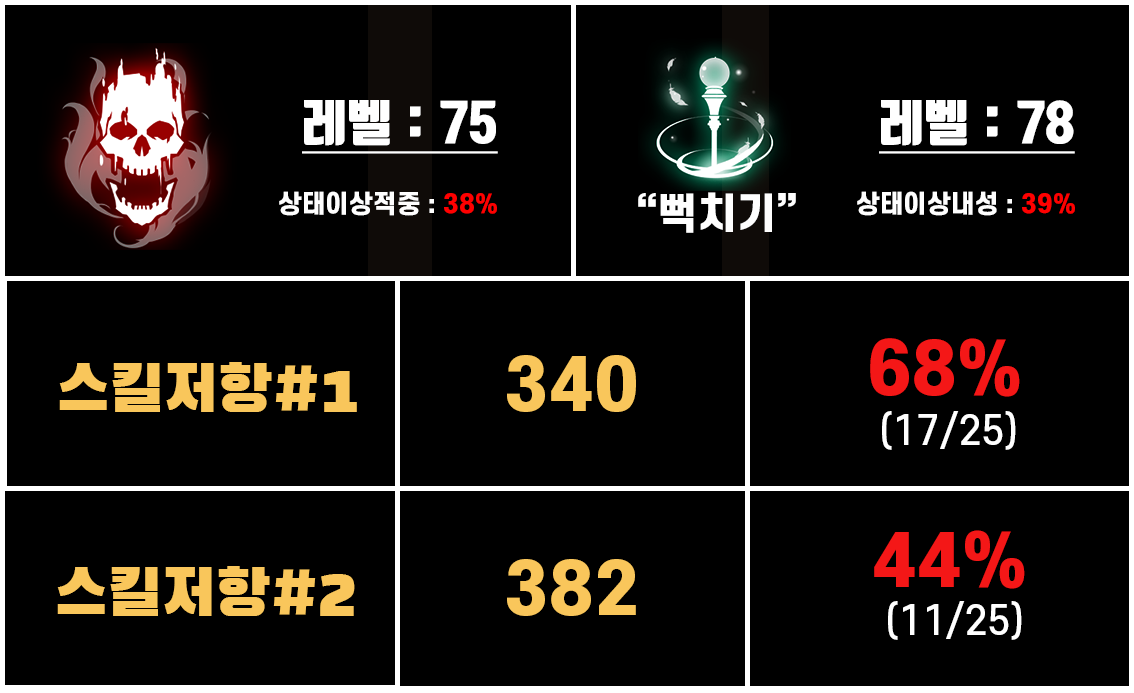 레벨 : 75
상태이상적중 : 38%
레벨 : 78
“뻑치기”
상태이상내성 : 39%
스킬저항#1
340
68%
(17/25)
스킬저항#2
382
44%
(11/25)